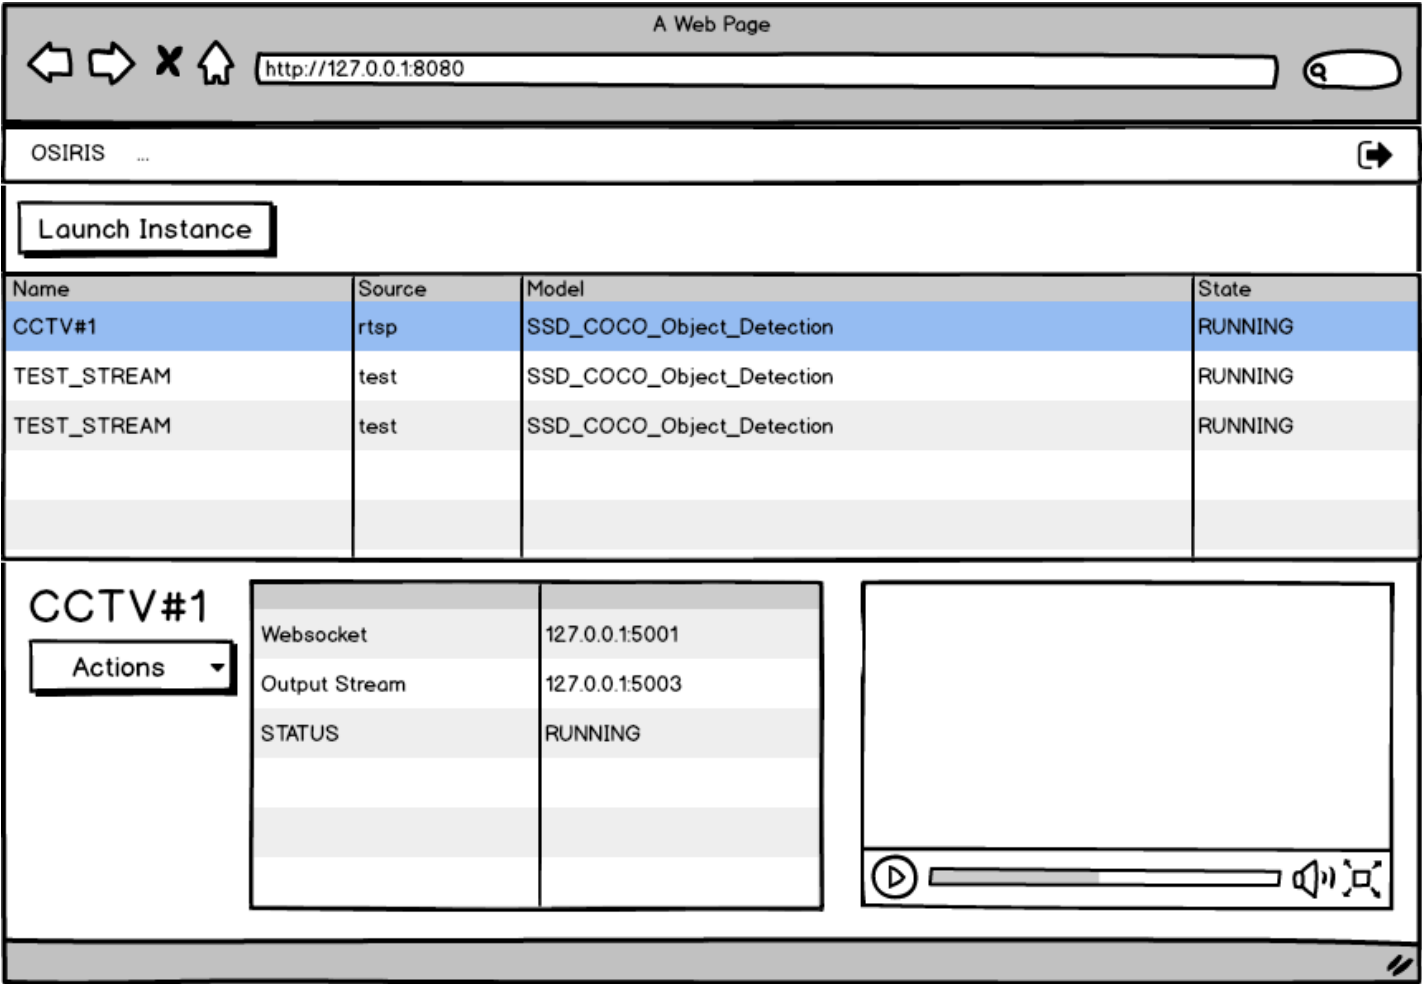 A Web Page
http://127.0.0.1:8080
OSIRIS ...
Launch Instance
Name Source Model State
CCTV#1 rtsp SSD_COCO_Object_Detection RUNNING
TEST_STREAM test SSD_COCO_Object_Detection RUNNING
TEST_STREAM test SSD_COCO_Object_Detection RUNNING
CCTV#1
Actions
Websocket 127.0.0.1:5001
Output Stream 127.0.0.1:5003
STATUS RUNNING